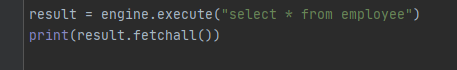 result = engine.execute("select * from employee")
print(result.fetchall())